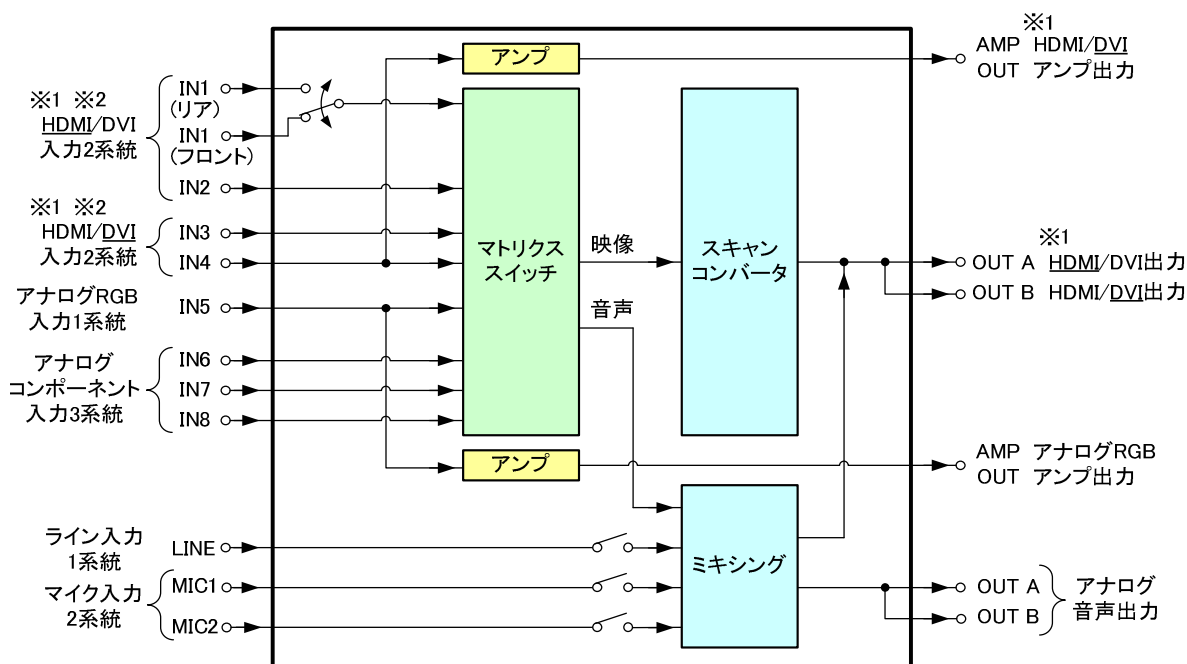 ※1
AMP HDMI/DVI
OUT アンプ出力
アンプ
※1 ※2
HDMI/DVI
入力2系統
IN1
(リア)
IN1
(フロント)
IN2
※1 ※2
HDMI/DVI
入力2系統
IN3
IN4
アナログRGB
入力1系統
IN5
アナログ
コンポーネント
入力3系統
IN6
IN7
IN8
マトリクス
スイッチ
映像
音声
スキャン
コンバータ
※1
OUT A HDMI/DVI出力
OUT B HDMI/DVI出力
アンプ
AMP アナログRGB
OUT アンプ出力
ライン入力
1系統
LINE
マイク入力
2系統
MIC1
MIC2
ミキシング
OUT A
OUT B
アナログ
音声出力